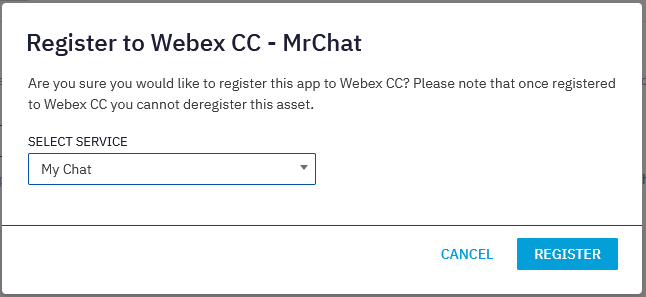 Register to Webex CC - MrChat
Are you sure you would like to register this app to Webex CC? Please note that once registered
to Webex CC you cannot deregister this asset.
SELECT SERVICE
My Chat
CANCEL
REGISTER